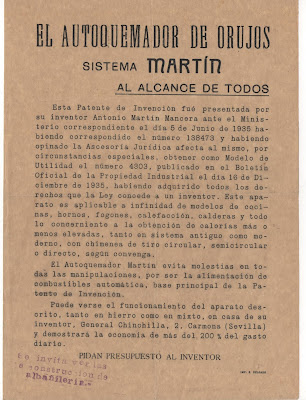 EL AUTOQUEMADOR DE ORUJOS
SISTEMA MARTÍN
AL ALCANCE DE TODOS
Esta Patente de Invención fué presentada por
su inventor Antonio Martín Mancera ante el Minis-
terio correspondiente el día 5 de Junio de 1935 ha-
biendo correspondido el número 138473 y habiendo
opinado la Ascesoría Jurídica afecta al mismo, por
circunstancias especiales, obtener como Modelo de
Utilidad el número 4803, publicado en el Boletín
Oficial de la Propiedad Industrial el día 16 de Di-
ciembre de 1935, habiendo adquirido todos los de-
rechos que la Ley concede a un inventor. Este apa-
rato es aplicable a infinidad de modelos de coci-
nas, hornos, fogones, calefacción, calderas y todo
lo concerniente a la obtención de calorías más o
menos elevadas, tanto en sistema antiguo como mo-
derno, con chimenea de tiro circular, semicircular
o directo, según convenga.
El Autoquemador Martín evita molestias en to-
das las manipulaciones, por ser la alimentación de
combustibles automática, base principal de la Pa-
tente de Invención.
Puede verse el funcionamiento del aparato des-
crito, tanto en hierro como en mixto, en casa de su
inventor, General Chinchilla, 2. Carmona (Sevilla)
y demostrará la economía de más del 200 % del gasto
diario.
PIDAN PRESUPUESTO AL INVENTOR
se invita verlas
construcción de
albañilería.